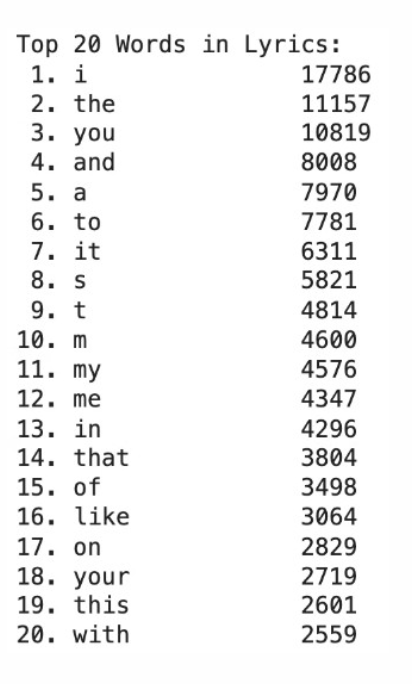 Top 20 Words in Lyrics:
 1. i                  17786
 2. the                11157
 3. you                10819
 4. and                8008
 5. a                  7970
 6. to                 7781
 7. it                 6311
 8. s                  5821
 9. t                  4814
10. m                  4600
11. my                 4576
12. me                 4347
13. in                 4296
14. that               3804
15. of                 3498
16. like               3064
17. on                 2829
18. your               2719
19. this               2601
20. with               2559